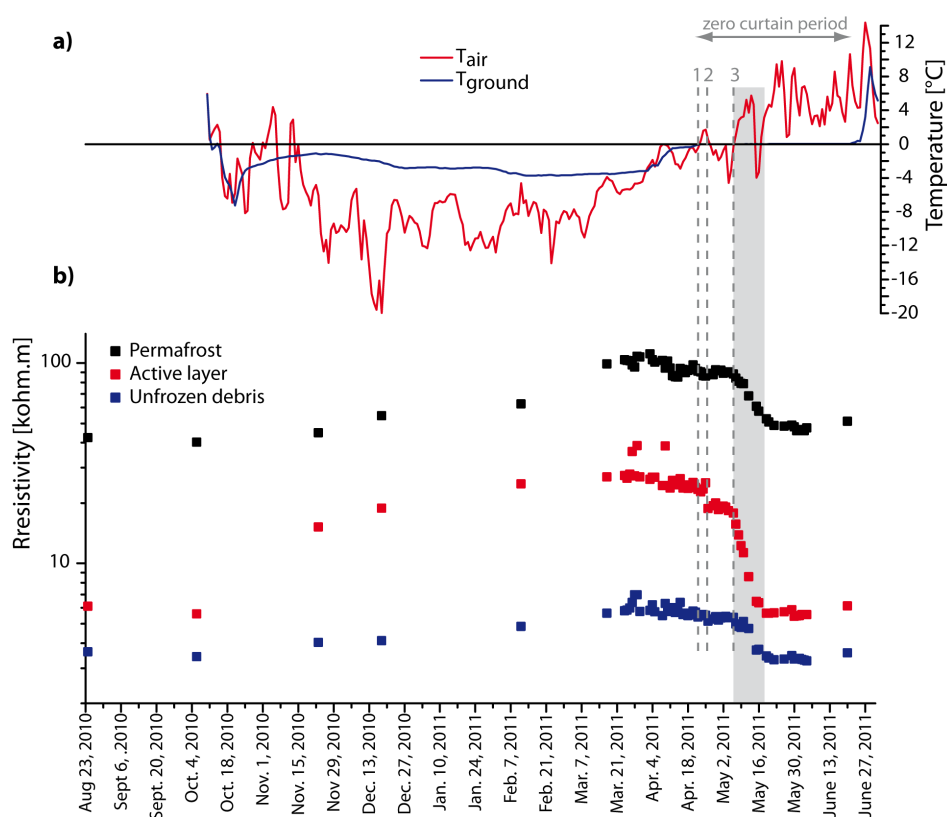 zero curtain period
a)
T air
T ground
1 2 3
12
8
4
0
-4
-8
-12
-16
-20
Temperature [°C]
b)
Permafrost
Active layer
Unfrozen debris
100
10
Rresistivity [kohm.m]
Aug 23, 2010
Sept 6, .2010
Sept. 20, 2010
Oct. 4, 2010
Oct. 18, 2010
Nov. 1, 2010
Nov. 15, 2010
Nov. 29, 2010
Dec. 13, 2010
Dec. 27, 2010
Jan. 10, 2011
Jan. 24, 2011
Feb. 7, 2011
Feb. 21, 2011
Mar. 7, 2011
Mar. 21, 2011
Apr. 4, 2011
Apr. 18, 2011
May 2, 2011
May 16, 2011
May 30, 2011
June 13, 2011
June 27, 2011